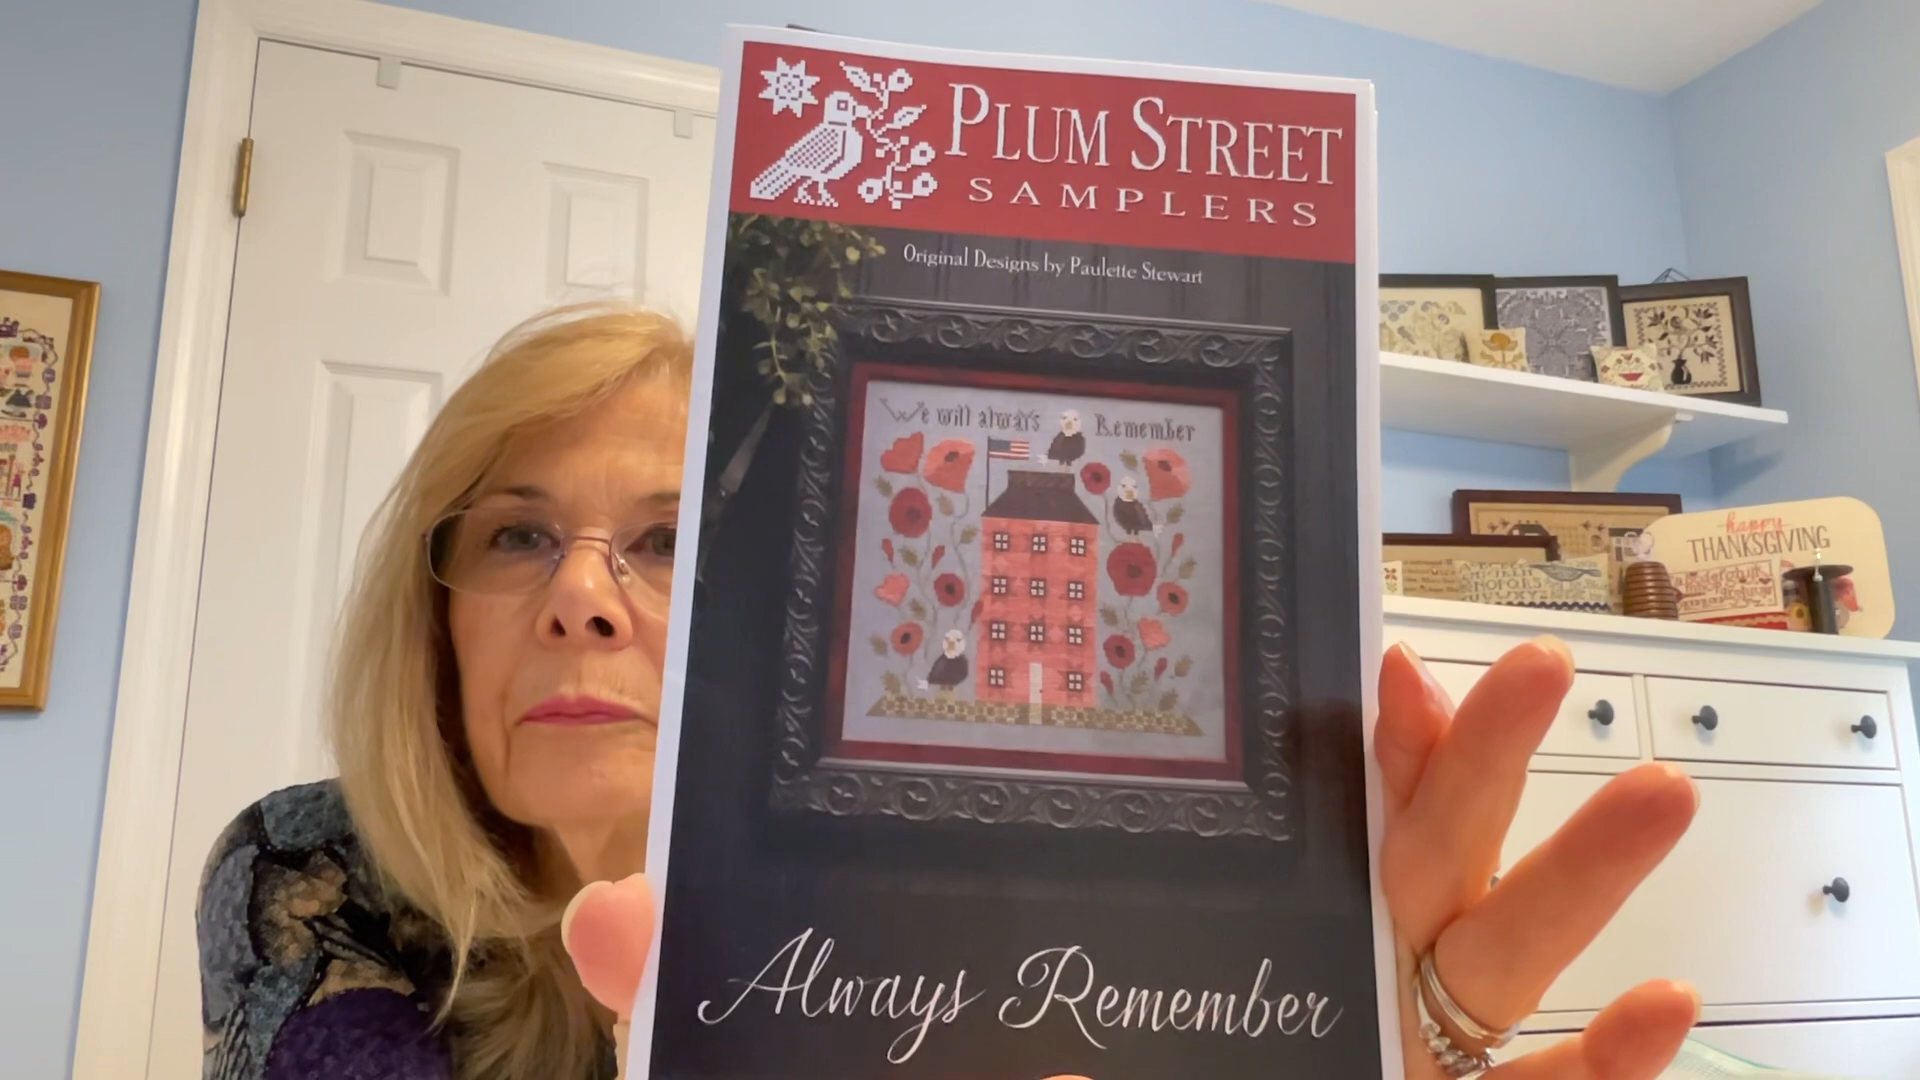 PLUM STREET
SAMPLERS
Original Designs by Paulette Stewart
We will always Remember
Always Remember
happy
THANKSGIVING